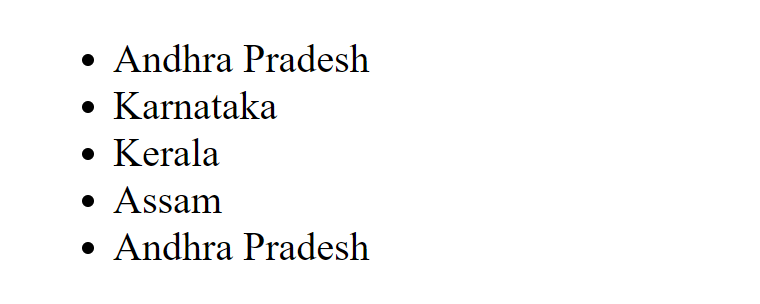 • Andhra Pradesh
• Karnataka
• Kerala
• Assam
• Andhra Pradesh